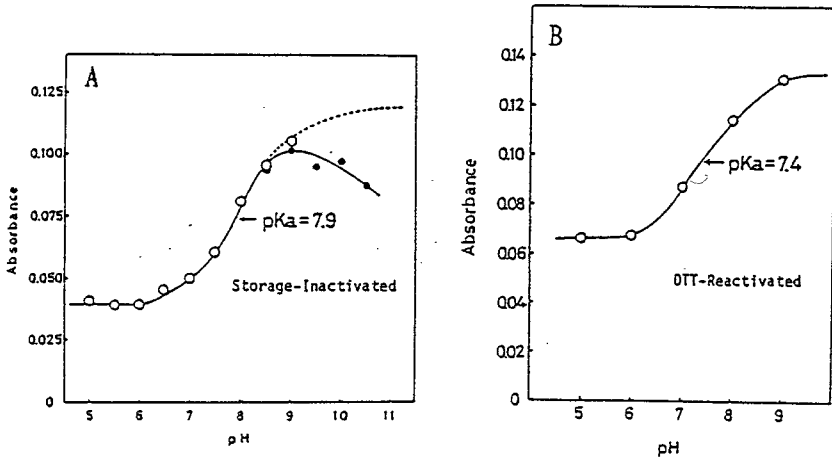 A
Absorbance
0.125
0.100
0.075
0.050
0.025
0
pKa=7.9
Storage-Inactivated
5 6 7 8 9 10 11
pH
B
Absorbance
0.14
0.12
0.10
0.08
0.06
0.04
0.02
0
pKa=7.4
DTT-Reactivated
5 6 7 8 9
pH